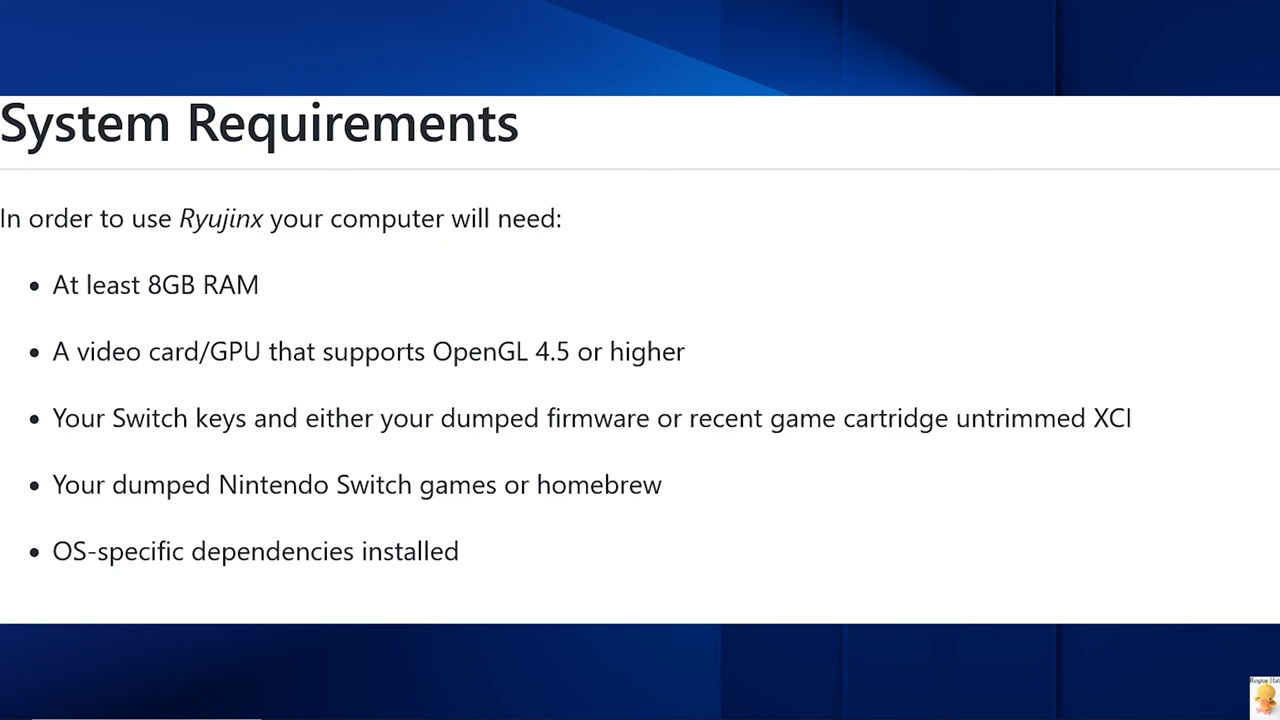 System Requirements
In order to use Ryujinx your computer will need:
At least 8GB RAM
A video card/GPU that supports OpenGL 4.5 or higher
Your Switch keys and either your dumped firmware or recent game cartridge untrimmed XCI
Your dumped Nintendo Switch games or homebrew
OS-specific dependencies installed